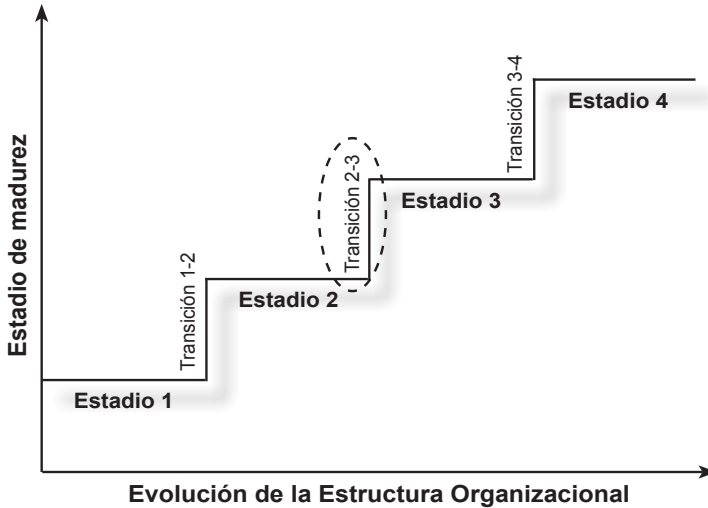 Estadio de madurez
Estadio 1
Transición 1-2
Estadio 2
Transición 2-3
Estadio 3
Transición 3-4
Estadio 4
Evolución de la Estructura Organizacional